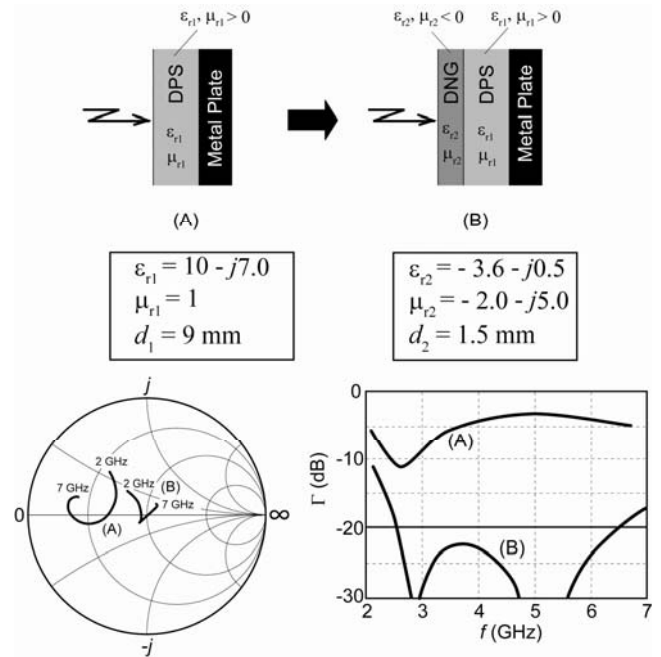 εr1, μr1 > 0
DPS
εr1
μr1
Metal Plate
(A)
εr2, μr2 < 0
εr1, μr1 > 0
DNG
εr2
μr2
DPS
εr1
μr1
Metal Plate
(B)
εr1 = 10 - j7.0
μr1 = 1
d1 = 9 mm
εr2 = - 3.6 - j0.5
μr2 = - 2.0 - j5.0
d2 = 1.5 mm
j
2 GHz
7 GHz
2 GHz
(B)
7 GHz
0
(A)
∞
-j
0
-10
-20
-30
Γ (dB)
(A)
(B)
2
3
4
5
6
7
f (GHz)